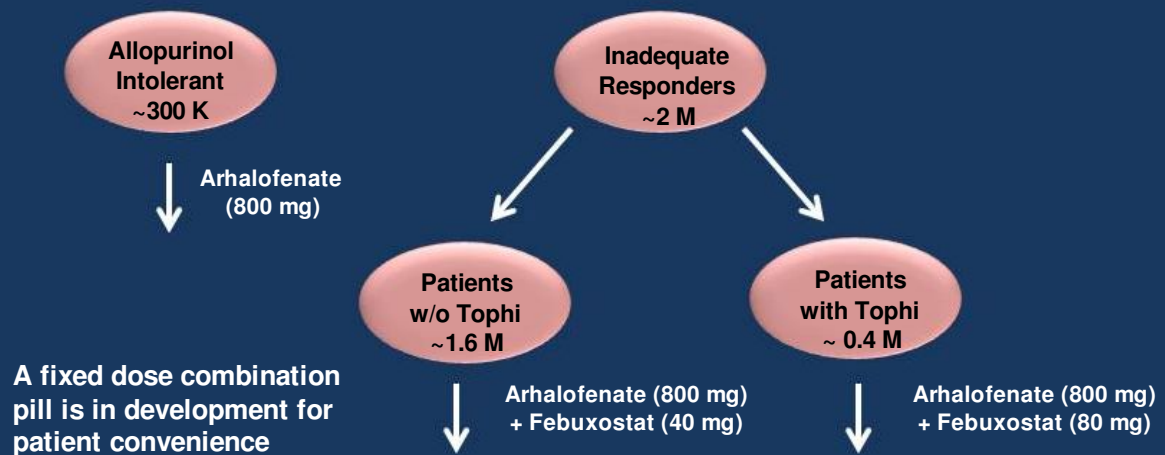 Allopurinol
Intolerant
~300 K
Inadequate
Responders
~2 M
Arhalofenate
(800 mg)
Patients
w/o Tophi
~1.6 M
Patients
with Tophi
~ 0.4 M
A fixed dose combination
pill is in development for
patient convenience
Arhalofenate (800 mg)
+ Febuxostat (40 mg)
Arhalofenate (800 mg)
+ Febuxostat (80 mg)